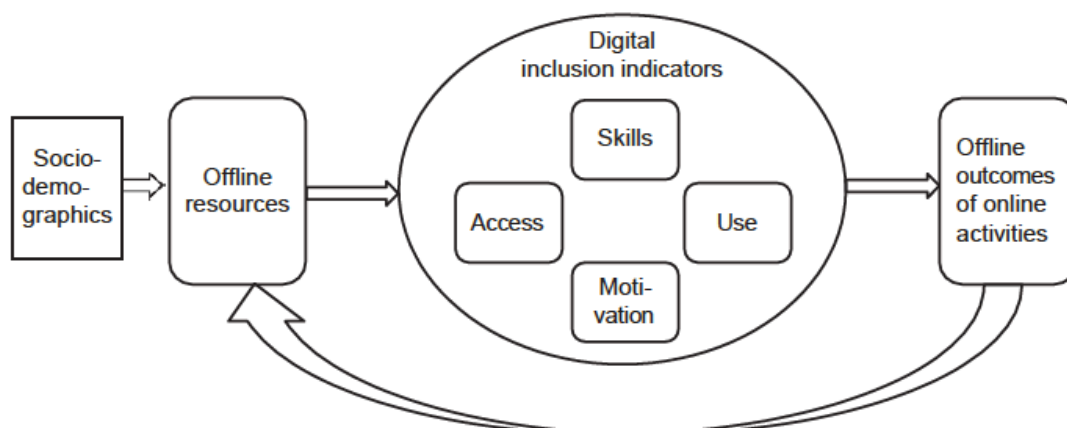 Socio-
demo-
graphics
Offline
resources
Digital
inclusion indicators
Skills
Access
Use
Moti-
vation
Offline
outcomes
of online
activities